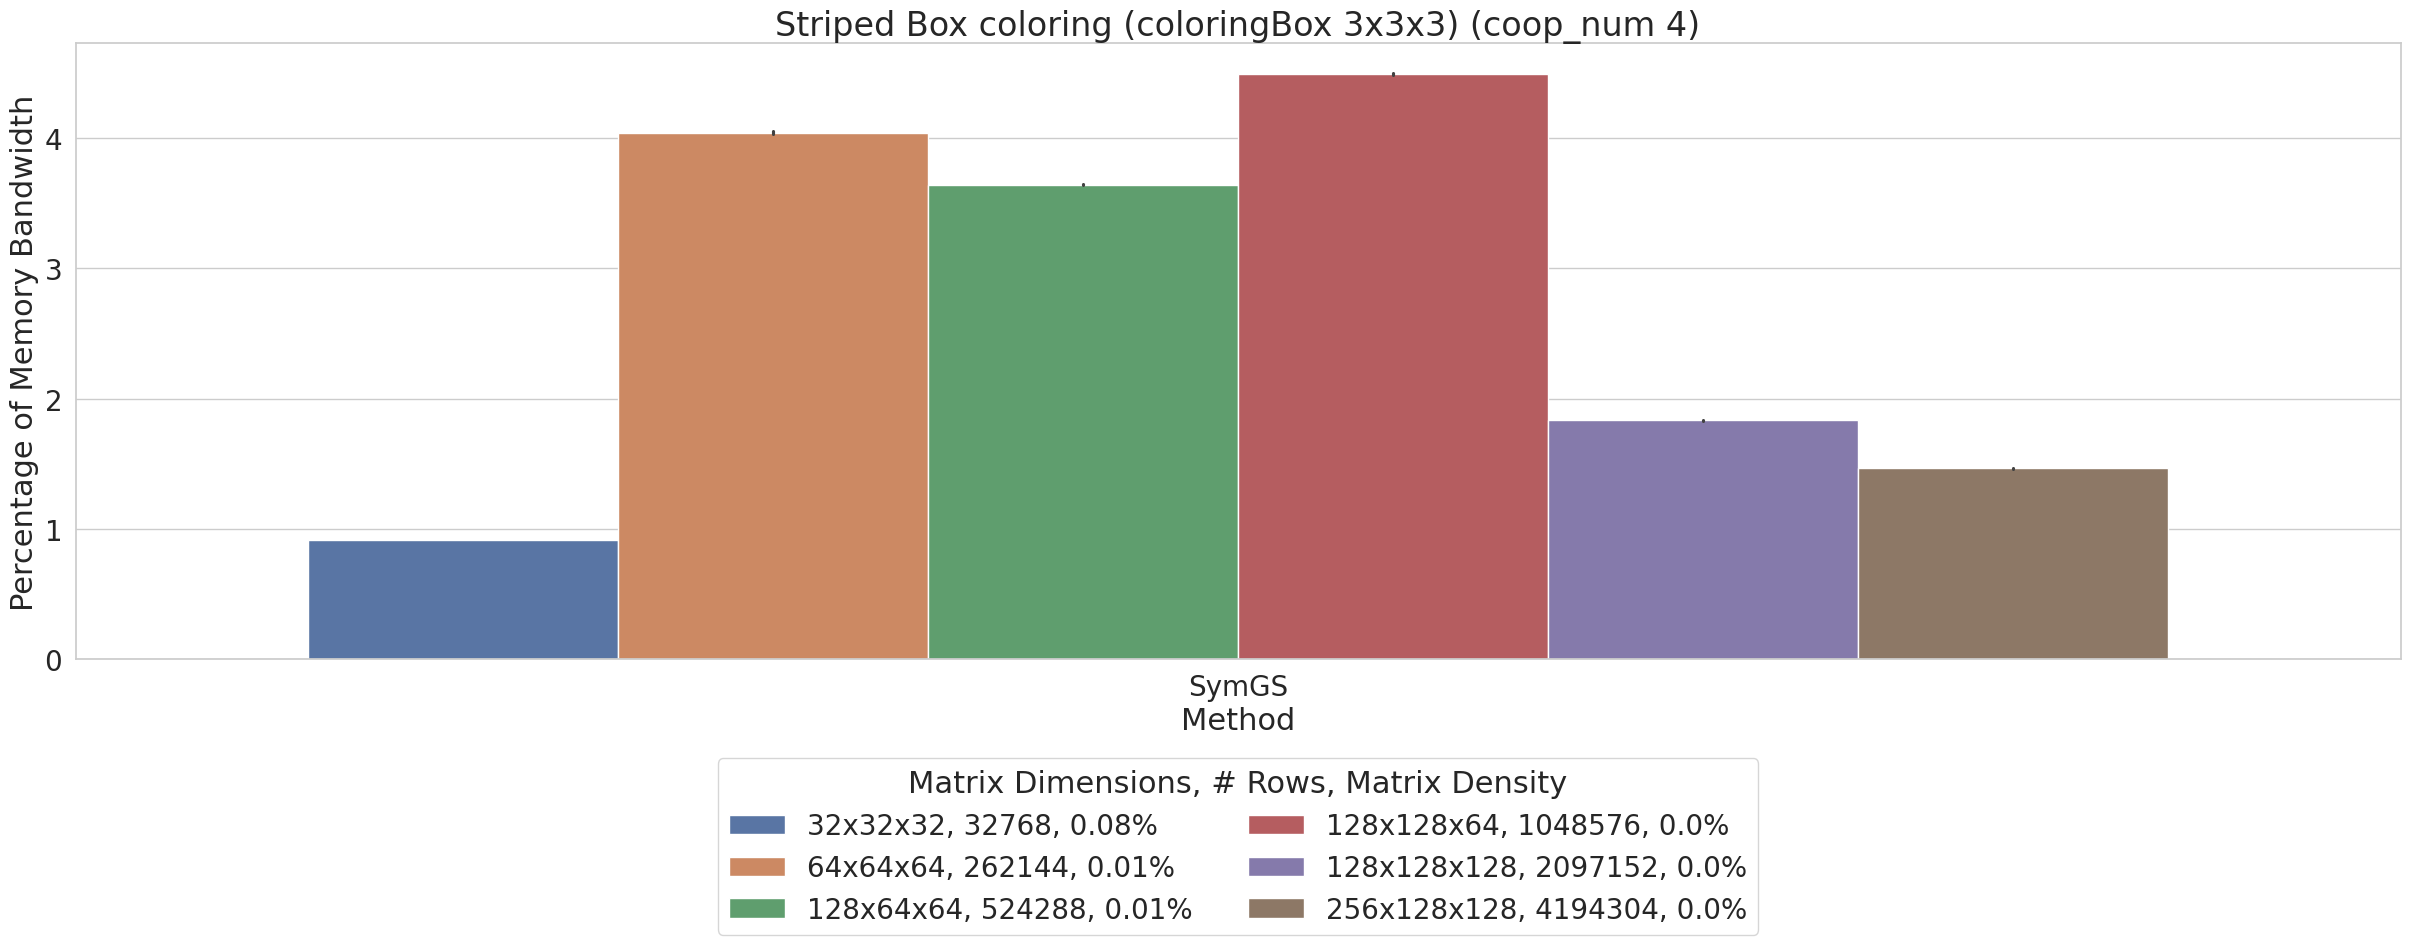 Striped Box coloring (coloringBox 3x3x3) (coop_num 4)
Percentage of Memory Bandwidth
4
3
2
1
0
SymGS
Method
Matrix Dimensions, # Rows, Matrix Density
32x32x32, 32768, 0.08%
64x64x64, 262144, 0.01%
128x64x64, 524288, 0.01%
128x128x64, 1048576, 0.0%
128x128x128, 2097152, 0.0%
256x128x128, 4194304, 0.0%